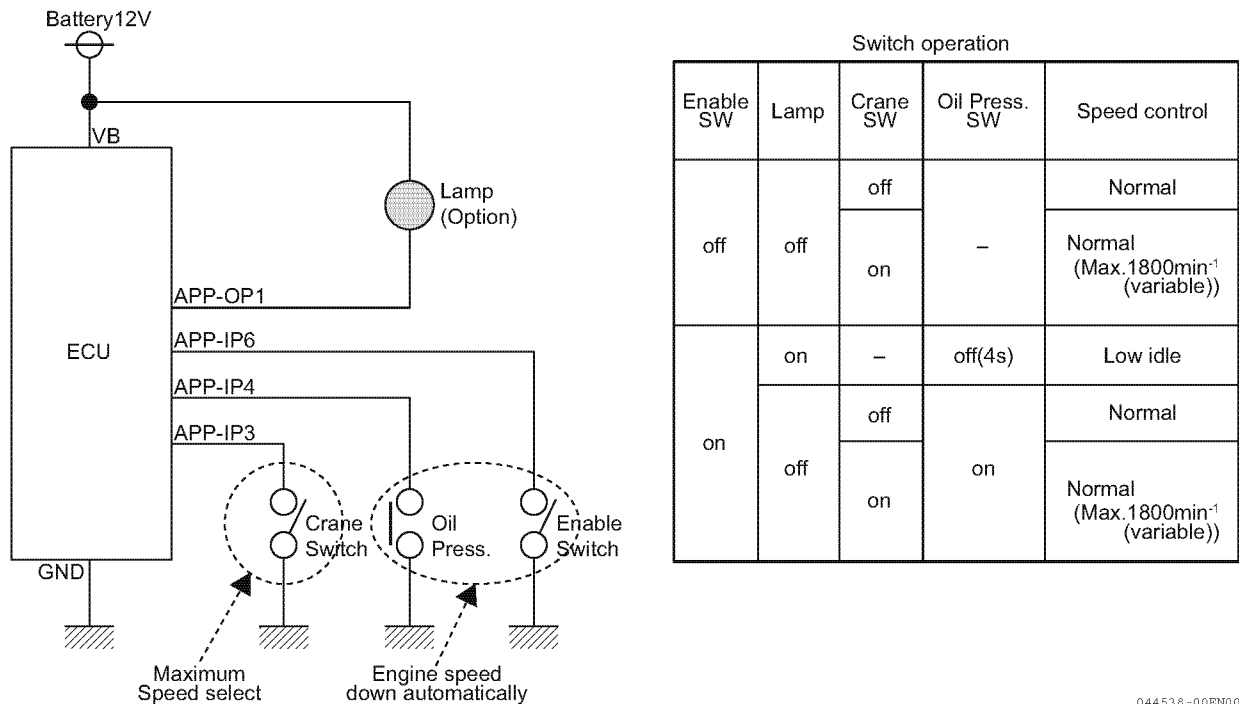 Battery12V
VB
Lamp
(Option)
APP-OP1
ECU
APP-IP6
APP-IP4
APP-IP3
Crane
Switch
Oil
Press.
Enable
Switch
GND
Maximum
Speed select
Engine speed
down automatically
Switch operation
Enable SW Lamp Crane SW Oil Press. SW Speed control
off off off – Normal
on Normal (Max.1800min⁻¹ (variable))
on on – off(4s) Low idle
off off on Normal
on Normal (Max.1800min⁻¹ (variable))
044538-00EN00